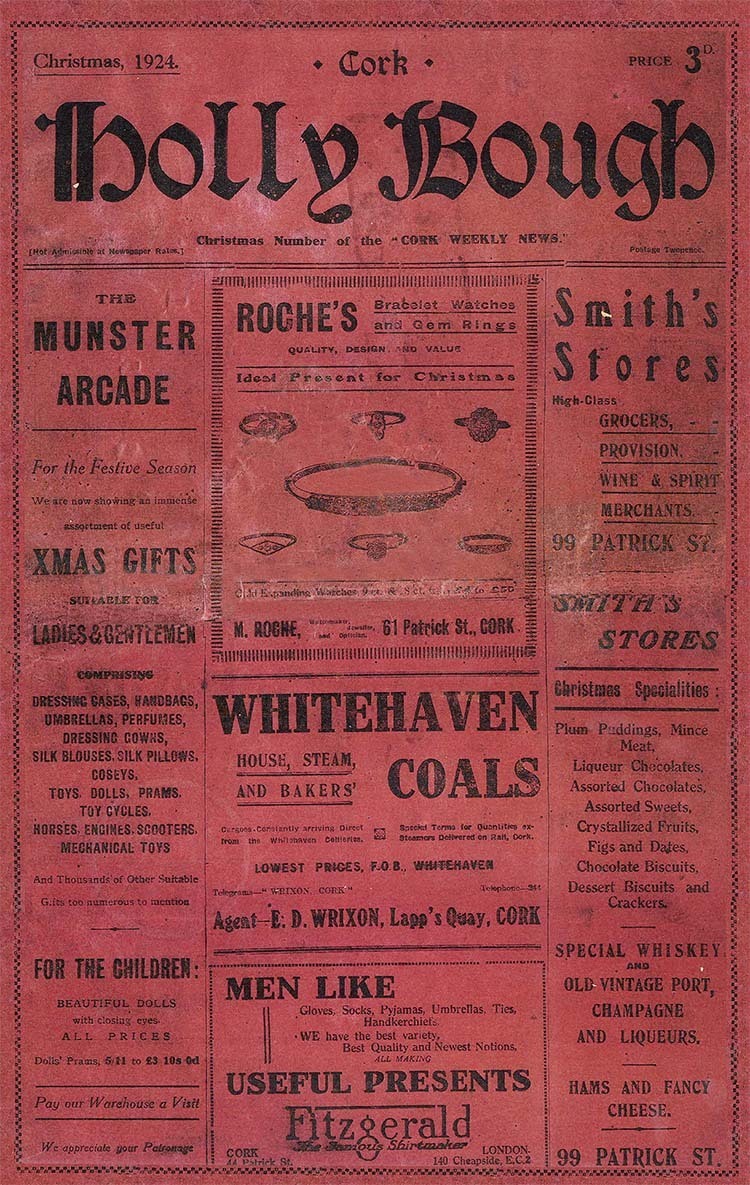 Christmas, 1924.
• Cork •
PRICE 3D.
Holly Bough
Christmas Number of the "CORK WEEKLY NEWS."
[Not Admissible at Newspaper Rates.]
Postage Twopence.
THE
MUNSTER
ARCADE
For the Festive Season
We are now showing an immense
assortment of useful
XMAS GIFTS
SUITABLE FOR
LADIES & GENTLEMEN
COMPRISING
DRESSING CASES, HANDBAGS,
UMBRELLAS, PERFUMES,
DRESSING GOWNS,
SILK BLOUSES, SILK PILLOWS,
COSEYS,
TOYS, DOLLS, PRAMS,
TOY CYCLES,
HORSES, ENGINES, SCOOTERS,
MECHANICAL TOYS
And Thousands of Other Suitable
Gifts too numerous to mention
FOR THE CHILDREN:
BEAUTIFUL DOLLS
with closing eyes
ALL PRICES
Dolls' Prams, 5/11 to £3 10s 0d
Pay our Warehouse a Visit
We appreciate your Patronage
ROCHE'S
Bracelet Watches
and Gem Rings
QUALITY, DESIGN AND VALUE
Ideal Present for Christmas
Gold Expanding Watches, 9 ct. &
M. ROCHE,
Watchmaker,
Jeweller,
and Optician,
61 Patrick St., CORK
WHITEHAVEN
HOUSE, STEAM,
AND BAKERS'
COALS
Cargoes Constantly arriving Direct
from the Whitehaven Collieries.
Special Terms for Quantities ex-
Steamers Delivered on Rail, Cork.
LOWEST PRICES, F.O.B., WHITEHAVEN
Telegrams—"WRIXON, CORK"
Telephone—
Agent—E. D. WRIXON, Lapp's Quay, CORK
MEN LIKE
Gloves, Socks, Pyjamas, Umbrellas, Ties,
Handkerchiefs.
WE have the best variety,
Best Quality and Newest Notions.
ALL MAKING
USEFUL PRESENTS
Fitzgerald
The Famous Shirtmaker
CORK
44 Patrick St.
LONDON
140 Cheapside, E.C.2
Smith's
Stores
High-Class
GROCERS, - -
PROVISION, -
WINE & SPIRIT
MERCHANTS. -
99 PATRICK ST.
SMITH'S
STORES
Christmas Specialities :
Plum Puddings, Mince
Meat,
Liqueur Chocolates,
Assorted Chocolates,
Assorted Sweets,
Crystallized Fruits,
Figs and Dates,
Chocolate Biscuits,
Dessert Biscuits and
Crackers.
SPECIAL WHISKEY
AND
OLD VINTAGE PORT,
CHAMPAGNE
AND LIQUEURS.
HAMS AND FANCY
CHEESE.
99 PATRICK ST.